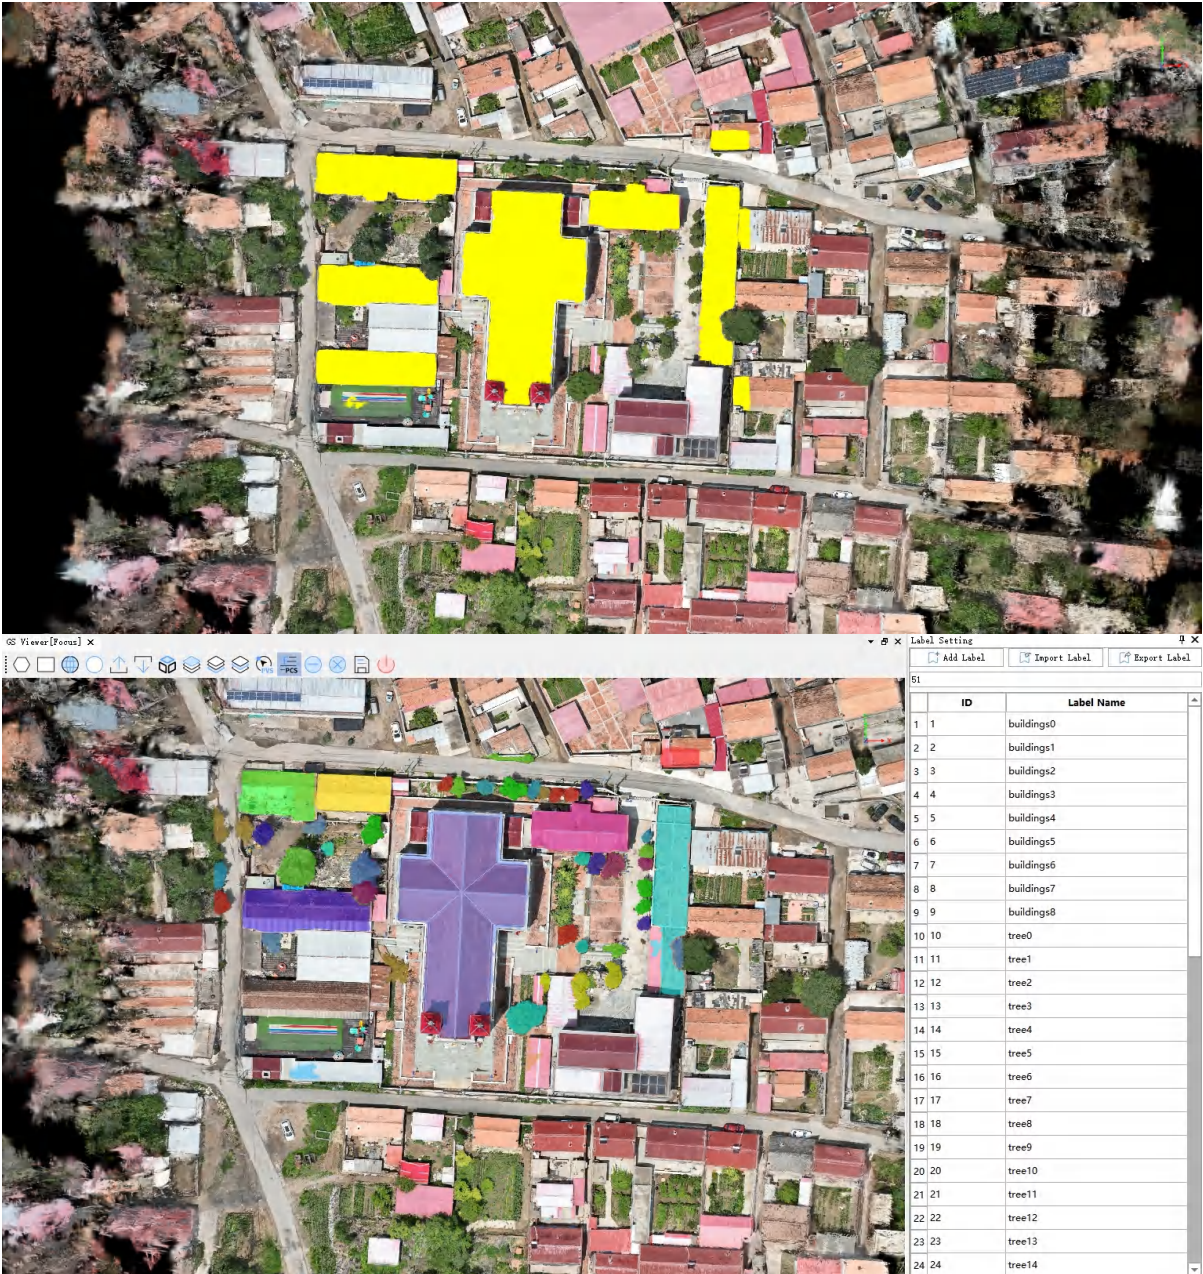 GS Viewer[Focus]
Label Setting
Add Label Import Label Export Label
51
ID Label Name
1 1 buildings0
2 2 buildings1
3 3 buildings2
4 4 buildings3
5 5 buildings4
6 6 buildings5
7 7 buildings6
8 8 buildings7
9 9 buildings8
10 10 tree0
11 11 tree1
12 12 tree2
13 13 tree3
14 14 tree4
15 15 tree5
16 16 tree6
17 17 tree7
18 18 tree8
19 19 tree9
20 20 tree10
21 21 tree11
22 22 tree12
23 23 tree13
24 24 tree14
PCS